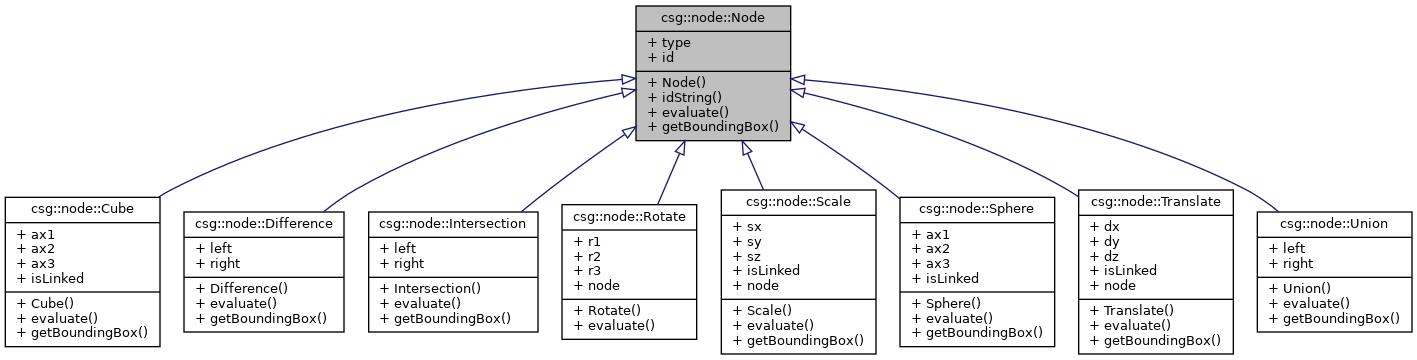 csg::node::Node
+ type
+ id
+ Node()
+ idString()
+ evaluate()
+ getBoundingBox()
csg::node::Cube
+ ax1
+ ax2
+ ax3
+ isLinked
+ Cube()
+ evaluate()
+ getBoundingBox()
csg::node::Difference
+ left
+ right
+ Difference()
+ evaluate()
+ getBoundingBox()
csg::node::Intersection
+ left
+ right
+ Intersection()
+ evaluate()
+ getBoundingBox()
csg::node::Rotate
+ r1
+ r2
+ r3
+ node
+ Rotate()
+ evaluate()
csg::node::Scale
+ sx
+ sy
+ sz
+ isLinked
+ node
+ Scale()
+ evaluate()
+ getBoundingBox()
csg::node::Sphere
+ ax1
+ ax2
+ ax3
+ isLinked
+ Sphere()
+ evaluate()
+ getBoundingBox()
csg::node::Translate
+ dx
+ dy
+ dz
+ isLinked
+ node
+ Translate()
+ evaluate()
+ getBoundingBox()
csg::node::Union
+ left
+ right
+ Union()
+ evaluate()
+ getBoundingBox()